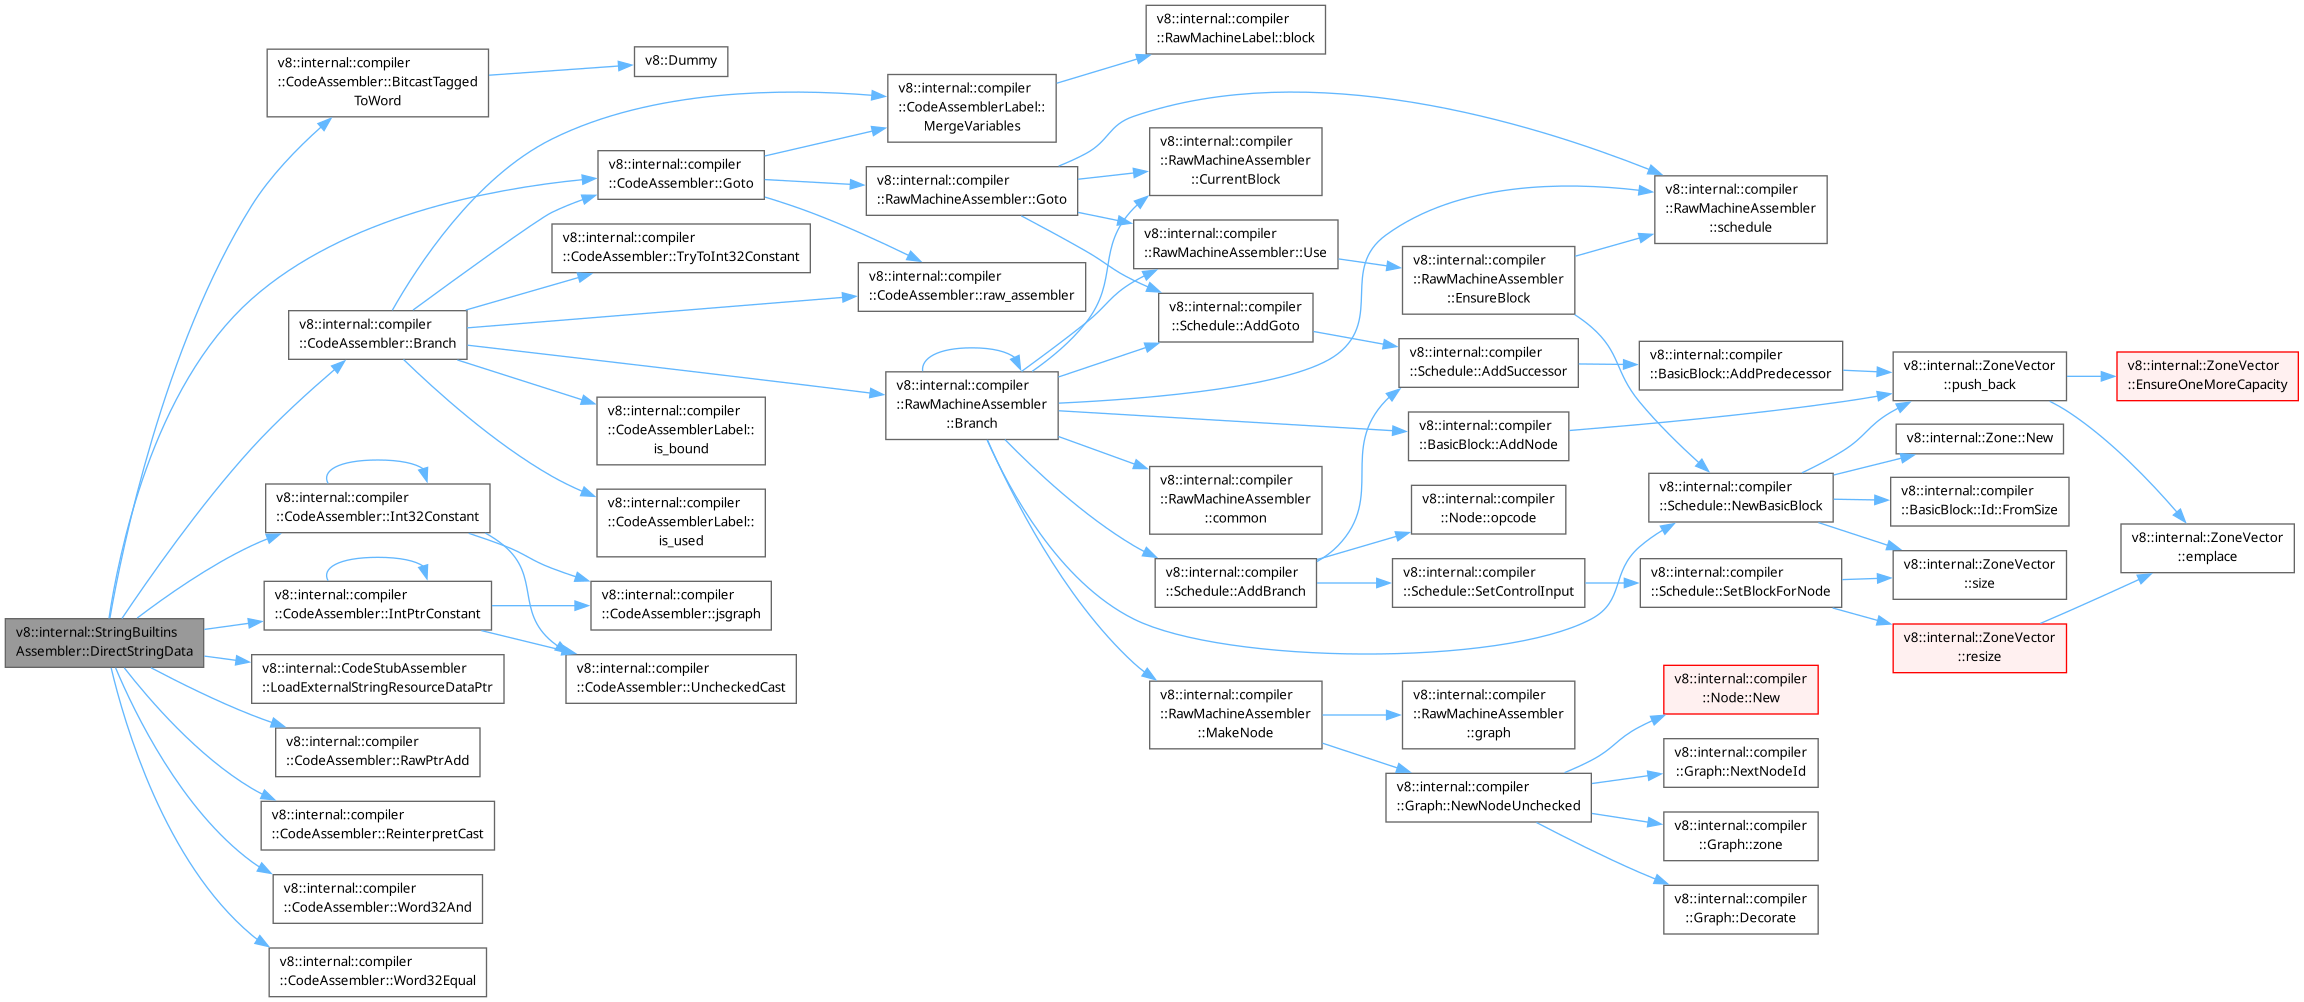 v8::internal::StringBuiltins
Assembler::DirectStringData
v8::internal::compiler
::CodeAssembler::BitcastTagged
ToWord
v8::Dummy
v8::internal::compiler
::CodeAssembler::Branch
v8::internal::compiler
::CodeAssembler::Goto
v8::internal::compiler
::CodeAssembler::TryToInt32Constant
v8::internal::compiler
::CodeAssemblerLabel::
is_bound
v8::internal::compiler
::CodeAssemblerLabel::
is_used
v8::internal::compiler
::CodeAssembler::Int32Constant
v8::internal::compiler
::CodeAssembler::IntPtrConstant
v8::internal::compiler
::CodeAssembler::jsgraph
v8::internal::compiler
::CodeAssembler::UncheckedCast
v8::internal::CodeStubAssembler
::LoadExternalStringResourceDataPtr
v8::internal::compiler
::CodeAssembler::RawPtrAdd
v8::internal::compiler
::CodeAssembler::ReinterpretCast
v8::internal::compiler
::CodeAssembler::Word32And
v8::internal::compiler
::CodeAssembler::Word32Equal
v8::internal::compiler
::CodeAssemblerLabel::
MergeVariables
v8::internal::compiler
::RawMachineLabel::block
v8::internal::compiler
::RawMachineAssembler::Goto
v8::internal::compiler
::CodeAssembler::raw_assembler
v8::internal::compiler
::RawMachineAssembler
::Branch
v8::internal::compiler
::RawMachineAssembler
::CurrentBlock
v8::internal::compiler
::RawMachineAssembler::Use
v8::internal::compiler
::Schedule::AddGoto
v8::internal::compiler
::RawMachineAssembler
::common
v8::internal::compiler
::Schedule::AddBranch
v8::internal::compiler
::RawMachineAssembler
::MakeNode
v8::internal::compiler
::RawMachineAssembler
::EnsureBlock
v8::internal::compiler
::Schedule::AddSuccessor
v8::internal::compiler
::BasicBlock::AddNode
v8::internal::compiler
::Node::opcode
v8::internal::compiler
::Schedule::SetControlInput
v8::internal::compiler
::RawMachineAssembler
::graph
v8::internal::compiler
::Graph::NewNodeUnchecked
v8::internal::compiler
::RawMachineAssembler
::schedule
v8::internal::compiler
::BasicBlock::AddPredecessor
v8::internal::compiler
::Schedule::NewBasicBlock
v8::internal::compiler
::Schedule::SetBlockForNode
v8::internal::compiler
::Node::New
v8::internal::compiler
::Graph::NextNodeId
v8::internal::compiler
::Graph::zone
v8::internal::compiler
::Graph::Decorate
v8::internal::ZoneVector
::push_back
v8::internal::Zone::New
v8::internal::compiler
::BasicBlock::Id::FromSize
v8::internal::ZoneVector
::size
v8::internal::ZoneVector
::resize
v8::internal::ZoneVector
::EnsureOneMoreCapacity
v8::internal::ZoneVector
::emplace